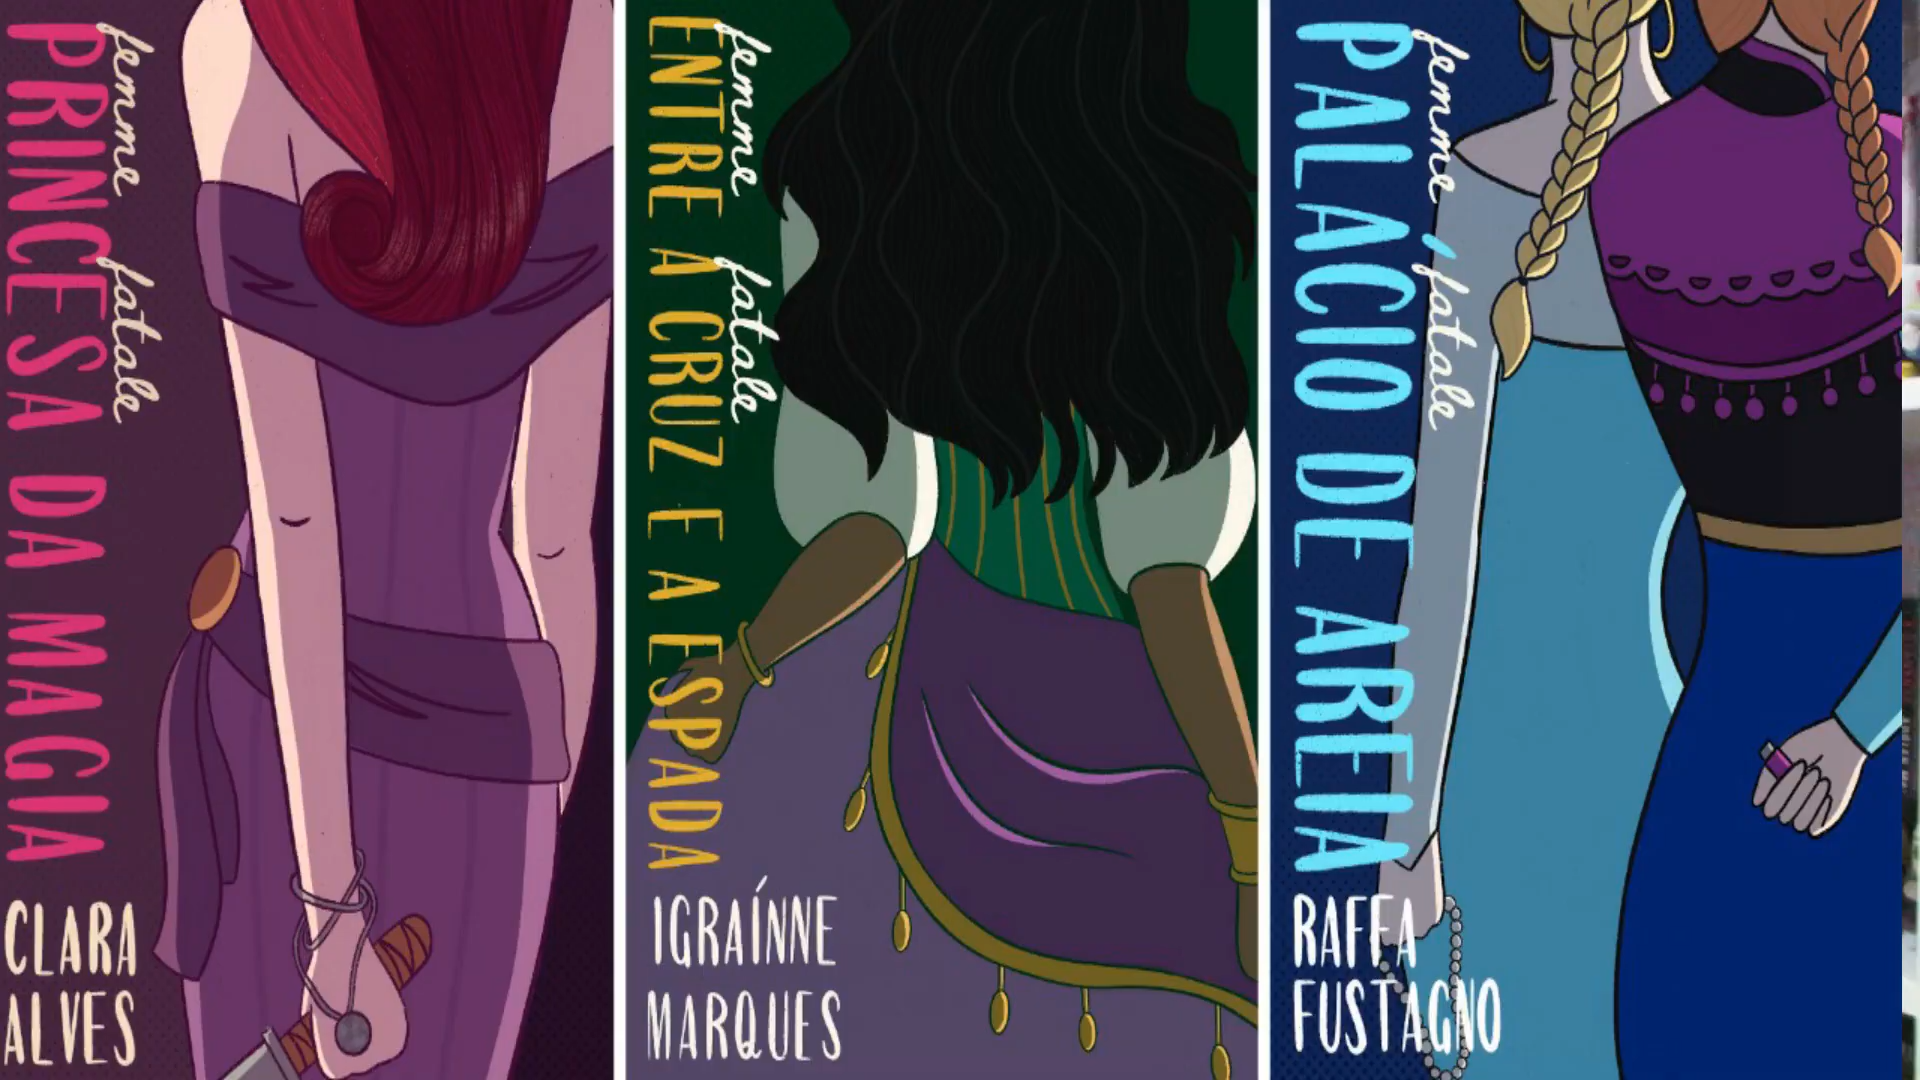 femme fatale
PRINCESA DA MAGIA
CLARA
ALVES
femme fatale
ENTRE A CRUZ E A ESPADA
IGRAÍNNE
MARQUES
femme fatale
PALÁCIO DE AREIA
RAFFA
FUSTAGNO